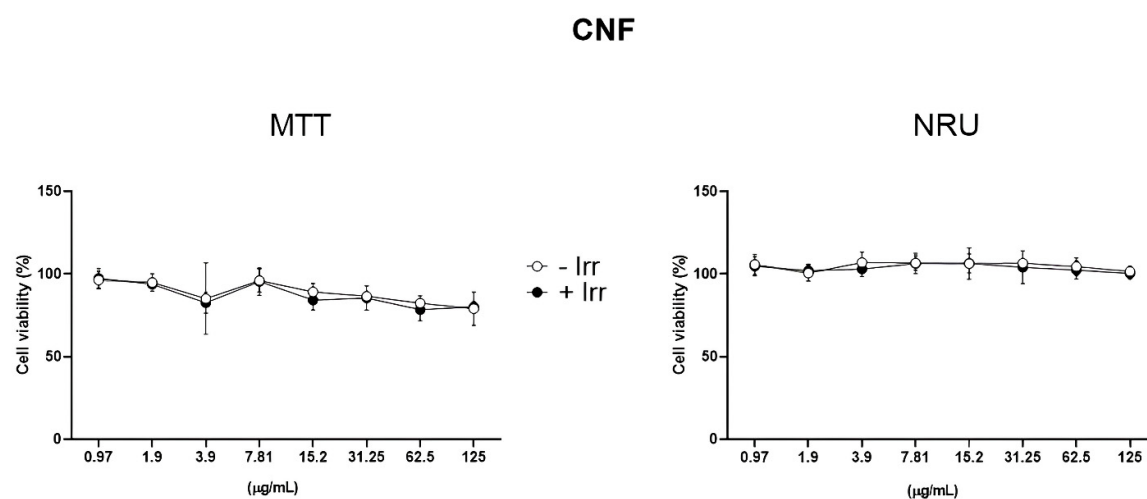 CNF
MTT
150
100
50
0
Cell viability (%)
0.97 1.9 3.9 7.81 15.2 31.25 62.5 125
(μg/mL)
- Irr
+ Irr
NRU
150
100
50
0
Cell viability (%)
0.97 1.9 3.9 7.81 15.2 31.25 62.5 125
(μg/mL)